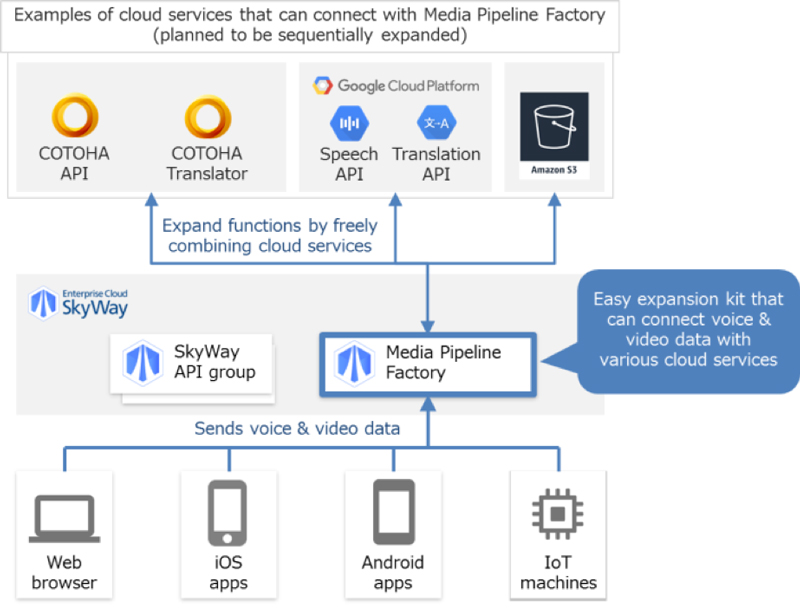 Examples of cloud services that can connect with Media Pipeline Factory
(planned to be sequentially expanded)
COTOHA
API
COTOHA
Translator
Google Cloud Platform
文-A
Speech
API
Translation
API
Amazon S3
Expand functions by freely
combining cloud services
Enterprise Cloud
SkyWay
SkyWay
API group
Media Pipeline
Factory
Easy expansion kit that
can connect voice &
video data with
various cloud services
Sends voice & video data
Web
browser
iOS
apps
Android
apps
IoT
machines